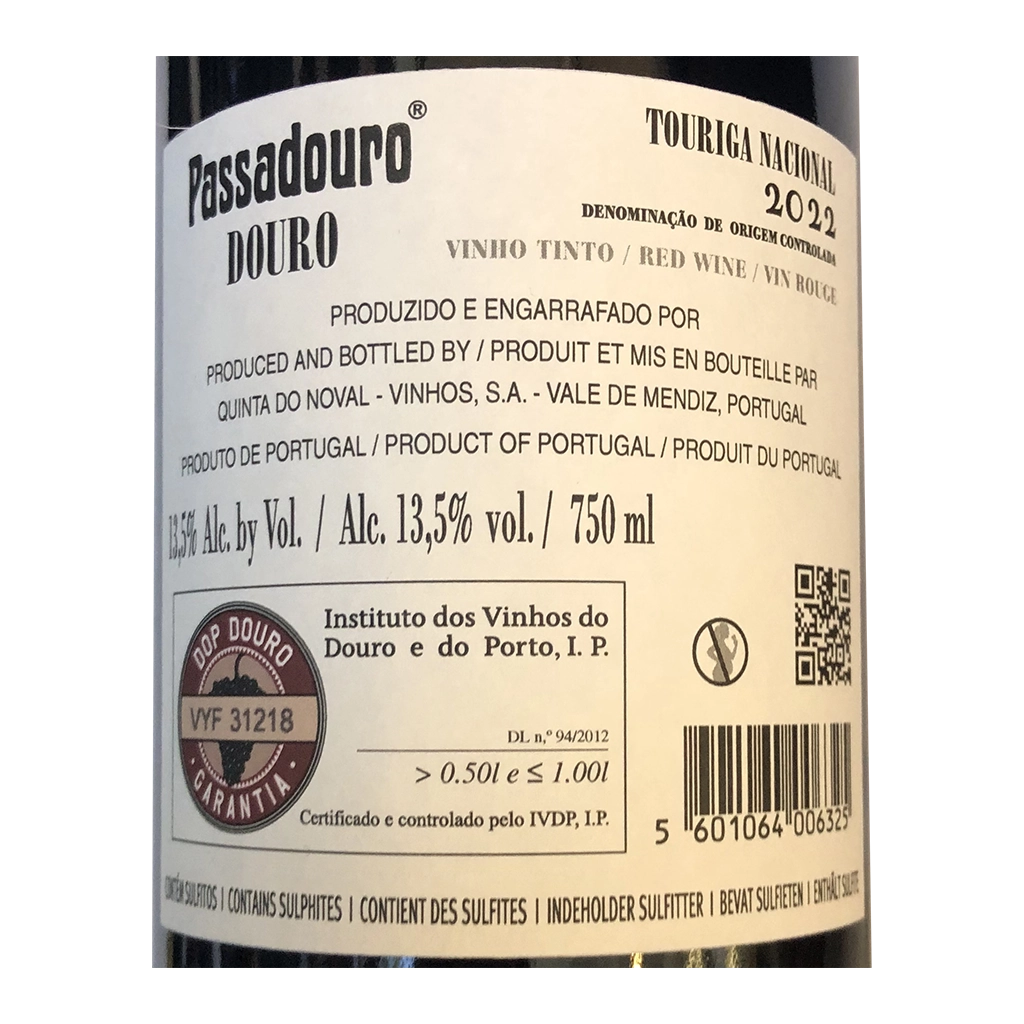 Passadouro®
DOURO
TOURIGA NACIONAL
2022
DENOMINAÇÃO DE ORIGEM CONTROLADA
VINHO TINTO / RED WINE / VIN ROUGE
PRODUZIDO E ENGARRAFADO POR
PRODUCED AND BOTTLED BY / PRODUIT ET MIS EN BOUTEILLE PAR
QUINTA DO NOVAL - VINHOS, S.A. - VALE DE MENDIZ, PORTUGAL
PRODUTO DE PORTUGAL / PRODUCT OF PORTUGAL / PRODUIT DU PORTUGAL
13,5% Alc. by Vol. / Alc. 13,5% vol. / 750 ml
DOP DOURO
VYF 31218
· GARANTIA ·
Instituto dos Vinhos do
Douro e do Porto, I. P.
DL n,º 94/2012
> 0.50l e ≤ 1.00l
Certificado e controlado pelo IVDP, I.P.
5 601064 006325
CONTÉM SULFITOS | CONTAINS SULPHITES | CONTIENT DES SULFITES | INDEHOLDER SULFITTER | BEVAT SULFIETEN | ENTHÄLT SULFITE